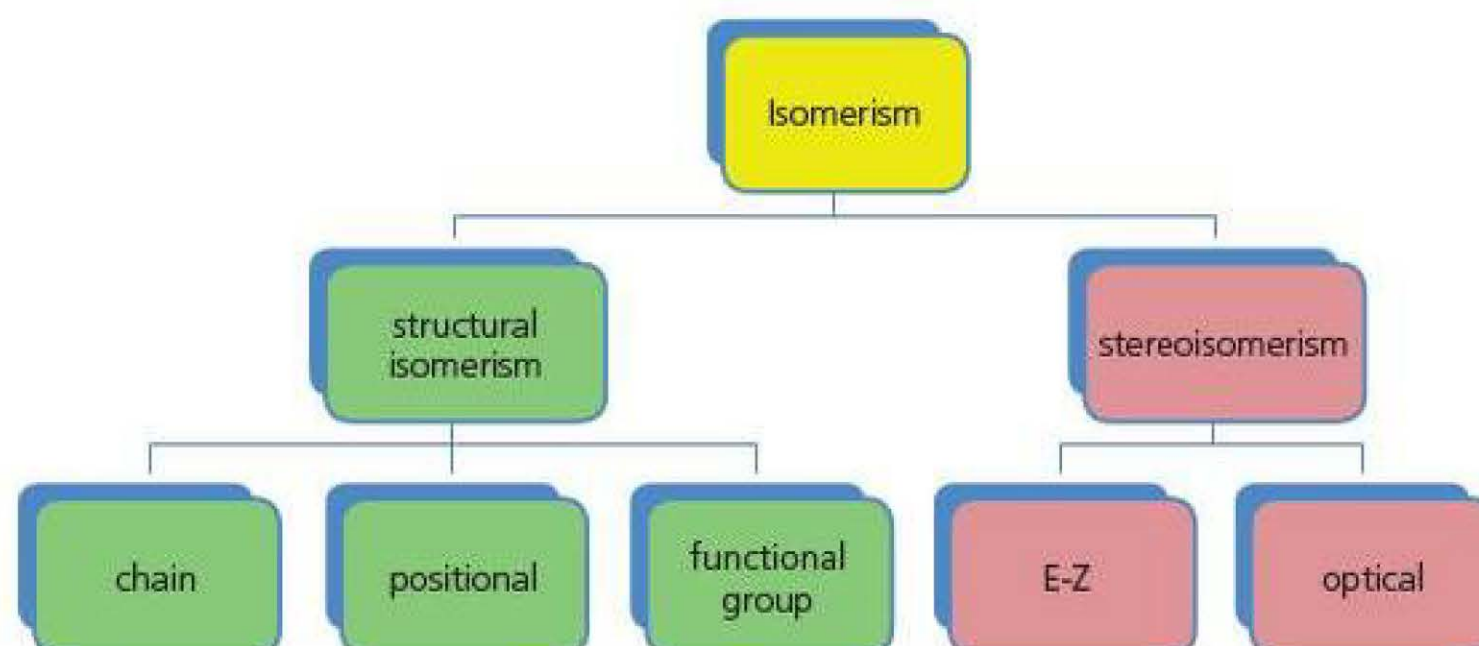 Isomerism
structural
isomerism
stereoisomerism
chain
positional
functional
group
E-Z
optical